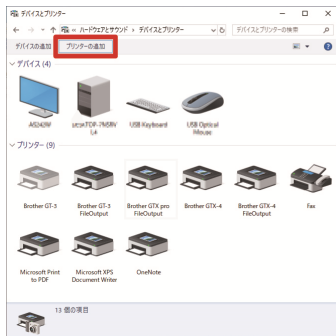 デバイスとプリンター
« ハードウェアとサウンド › デバイスとプリンター
デバイスとプリンターの検索
デバイスの追加 プリンターの追加
デバイス (4)
USB Keyboard
USB Optical
Mouse
プリンター (9)
Brother GT-3
Brother GT-3
FileOutput
Brother GTX pro
FileOutput
Brother GTX-4
Brother GTX-4
FileOutput
Fax
Microsoft Print
to PDF
Microsoft XPS
Document Writer
OneNote
13 個の項目